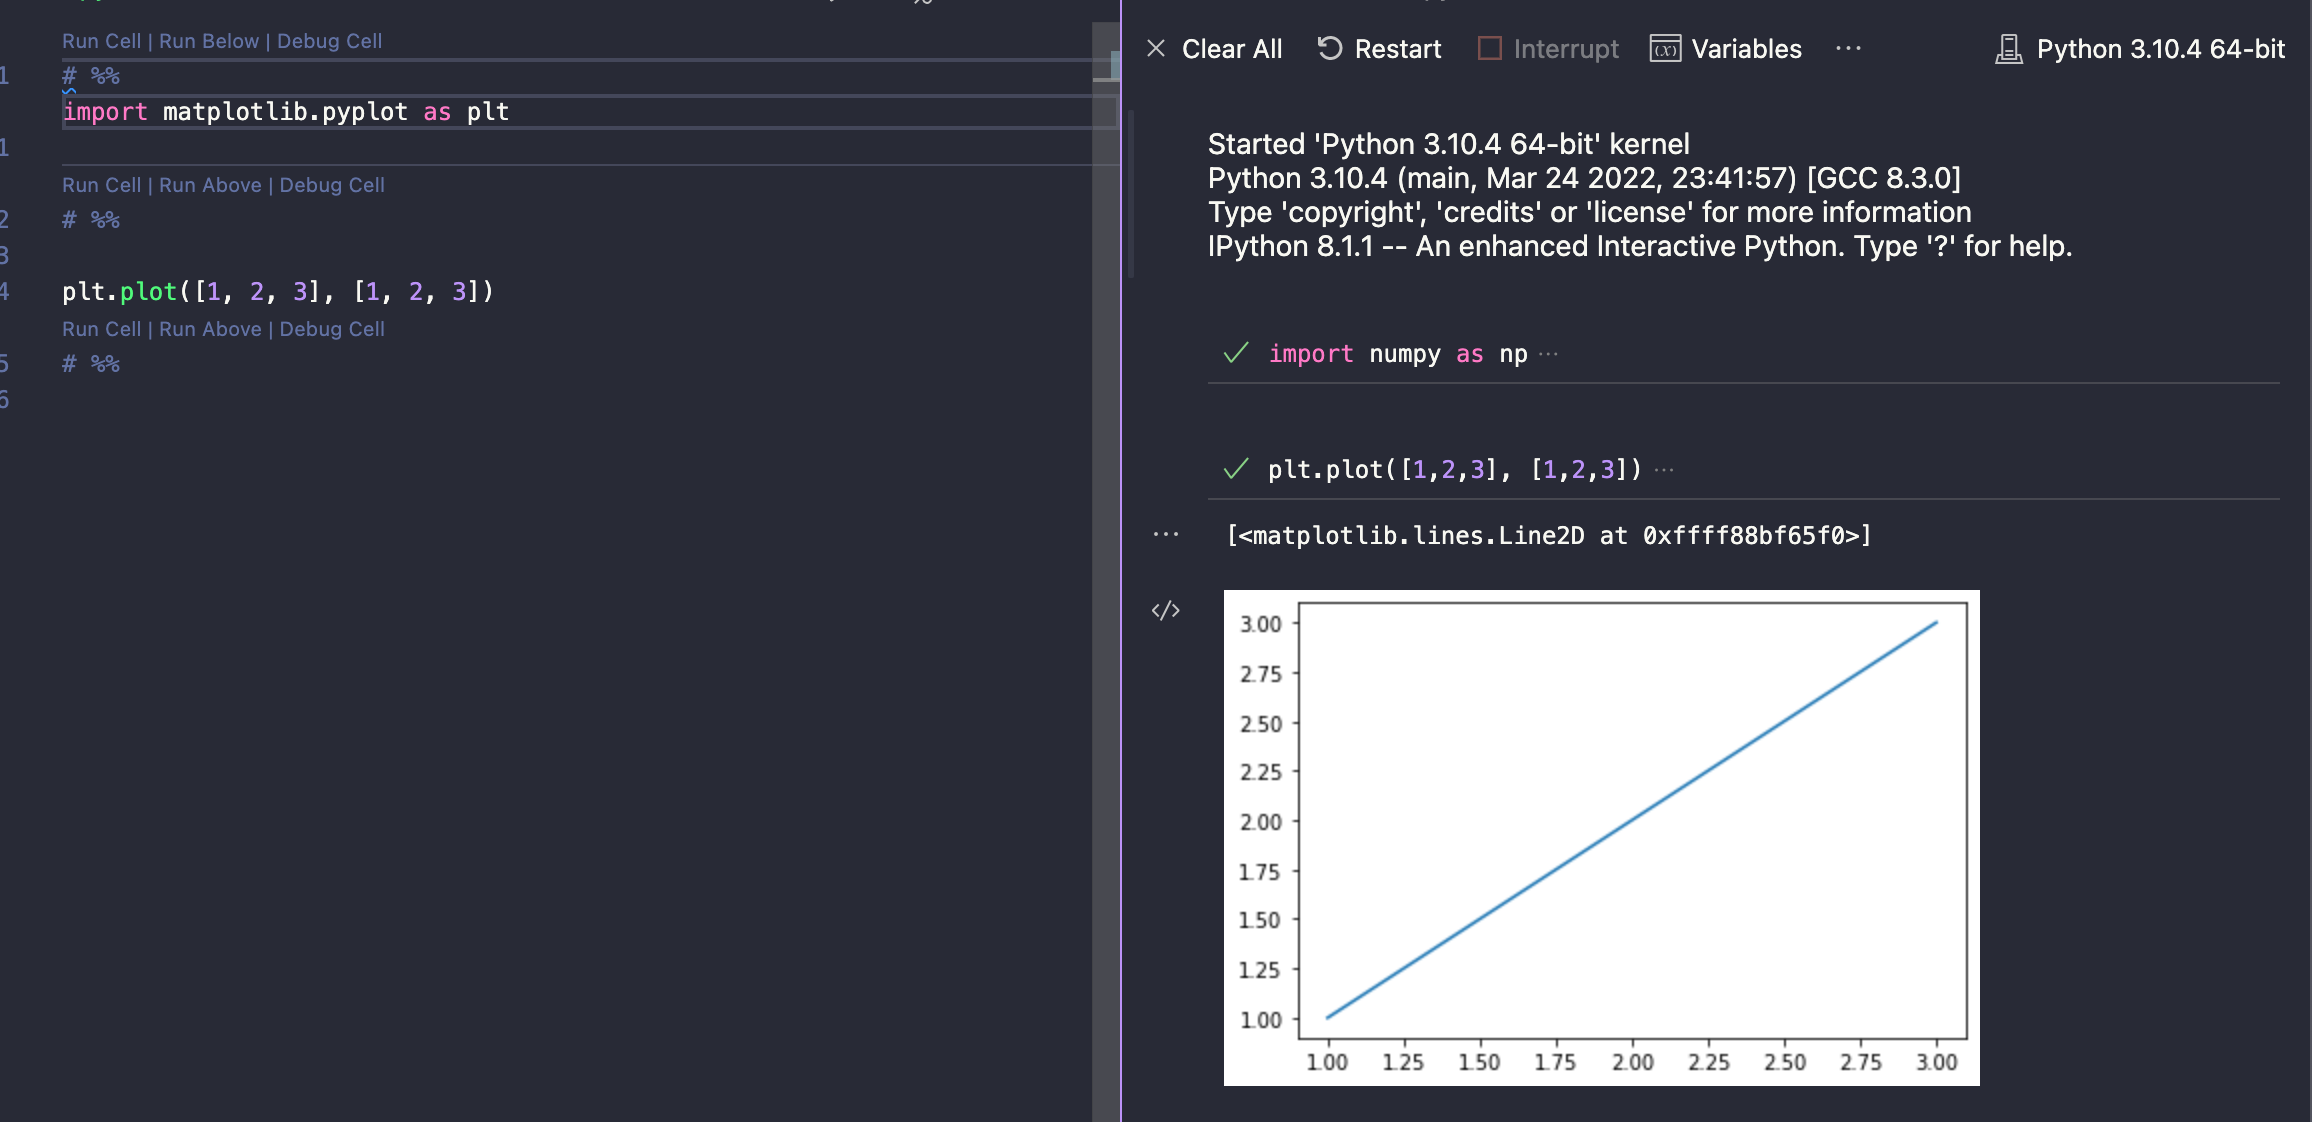 Run Cell | Run Below | Debug Cell
1 # %%
import matplotlib.pyplot as plt
1
Run Cell | Run Above | Debug Cell
2 # %%
3
4 plt.plot([1, 2, 3], [1, 2, 3])
Run Cell | Run Above | Debug Cell
5 # %%
6
Clear All Restart Interrupt (x) Variables ··· Python 3.10.4 64-bit
Started 'Python 3.10.4 64-bit' kernel
Python 3.10.4 (main, Mar 24 2022, 23:41:57) [GCC 8.3.0]
Type 'copyright', 'credits' or 'license' for more information
IPython 8.1.1 -- An enhanced Interactive Python. Type '?' for help.
import numpy as np ···
plt.plot([1,2,3], [1,2,3]) ···
··· [<matplotlib.lines.Line2D at 0xffff88bf65f0>]
</>
3.00
2.75
2.50
2.25
2.00
1.75
1.50
1.25
1.00
1.00 1.25 1.50 1.75 2.00 2.25 2.50 2.75 3.00